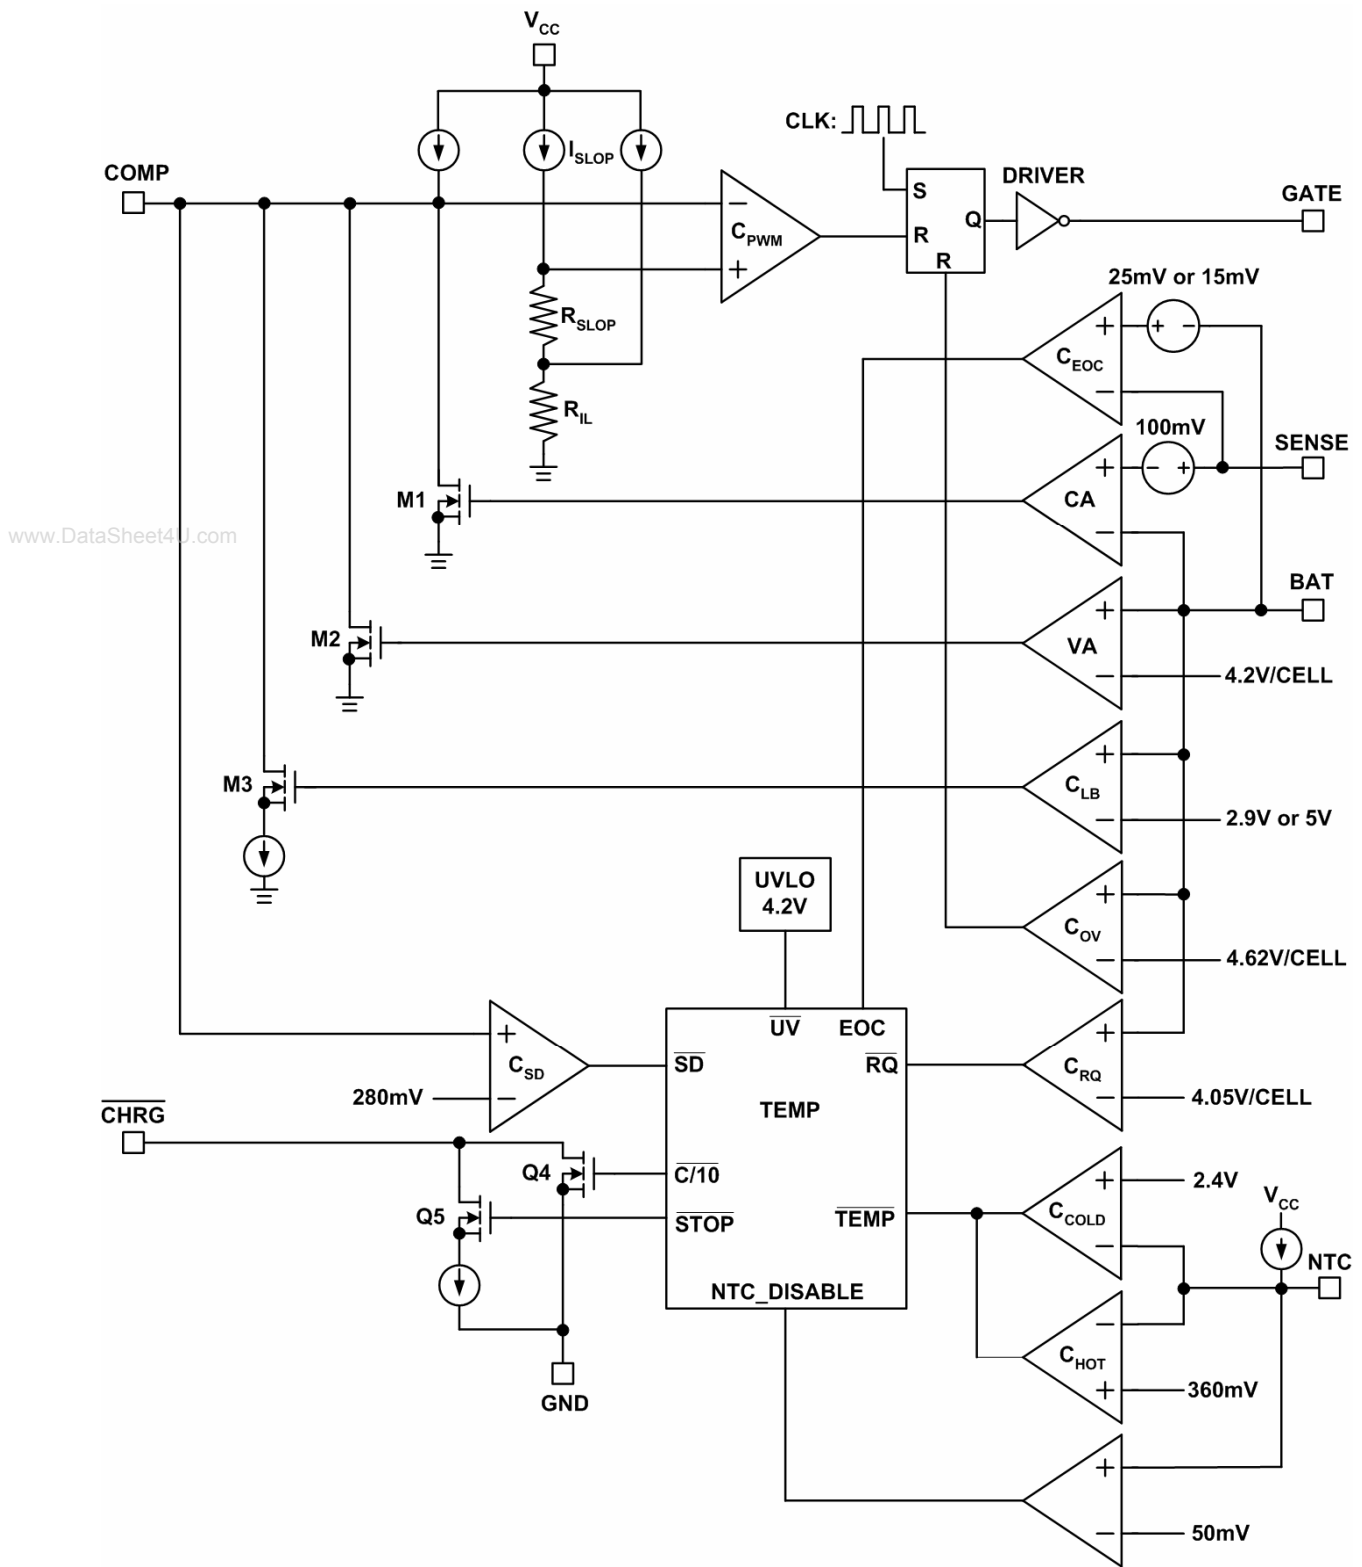 VCC
CLK:
ISLOP
COMP
DRIVER
GATE
S
Q
R
R
−
CPWM
+
25mV or 15mV
+ −
RSLOP
+
CEOC
−
RIL
100mV
SENSE
+
− +
CA
−
M1
www.DataSheet4U.com
BAT
+
VA
−
4.2V/CELL
M2
+
CLB
−
2.9V or 5V
M3
UVLO
4.2V
+
COV
−
4.62V/CELL
UV
EOC
+
CSD
−
280mV
SD
RQ
+
CRQ
−
4.05V/CELL
TEMP
CHRG
Q4
C/10
Q5
STOP
TEMP
+
CCOLD
−
2.4V
VCC
NTC
NTC_DISABLE
−
CHOT
+
360mV
GND
+
−
50mV